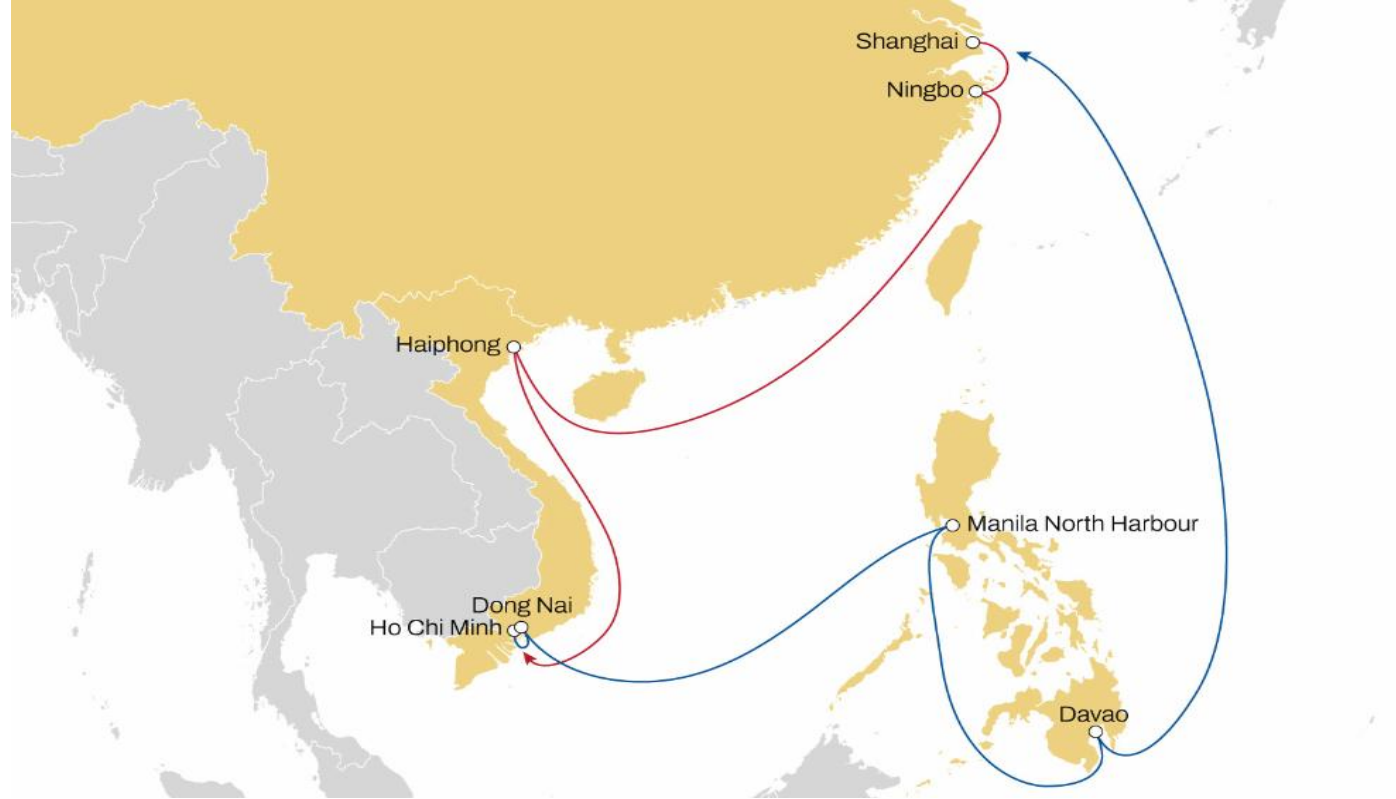 Shanghai
Ningbo
Haiphong
Manila North Harbour
Dong Nai
Ho Chi Minh
Davao